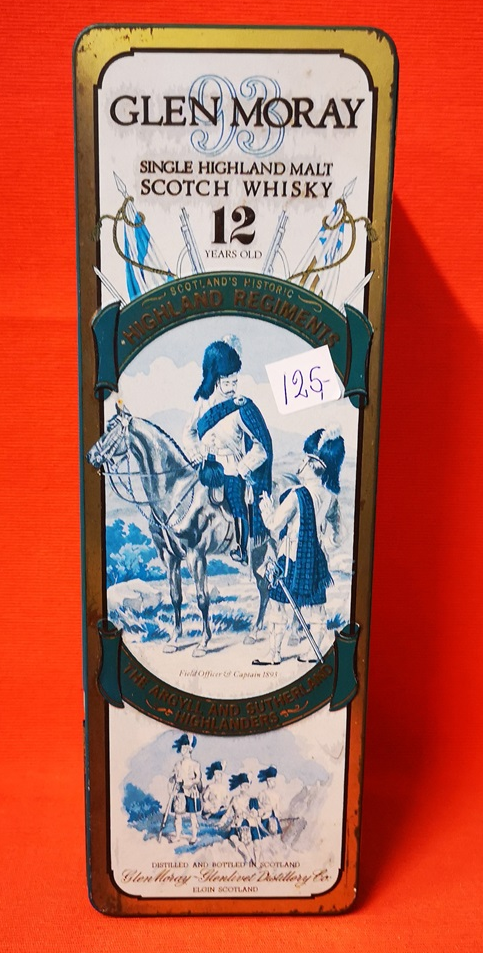 93
GLEN MORAY
SINGLE HIGHLAND MALT
SCOTCH WHISKY
12
YEARS OLD
SCOTLAND'S HISTORIC
HIGHLAND REGIMENTS
125,-
Field Officer & Captain 1893
THE ARGYLL AND SUTHERLAND
HIGHLANDERS
DISTILLED AND BOTTLED IN SCOTLAND
Glen Moray-Glenlivet Distillery Co.
ELGIN SCOTLAND